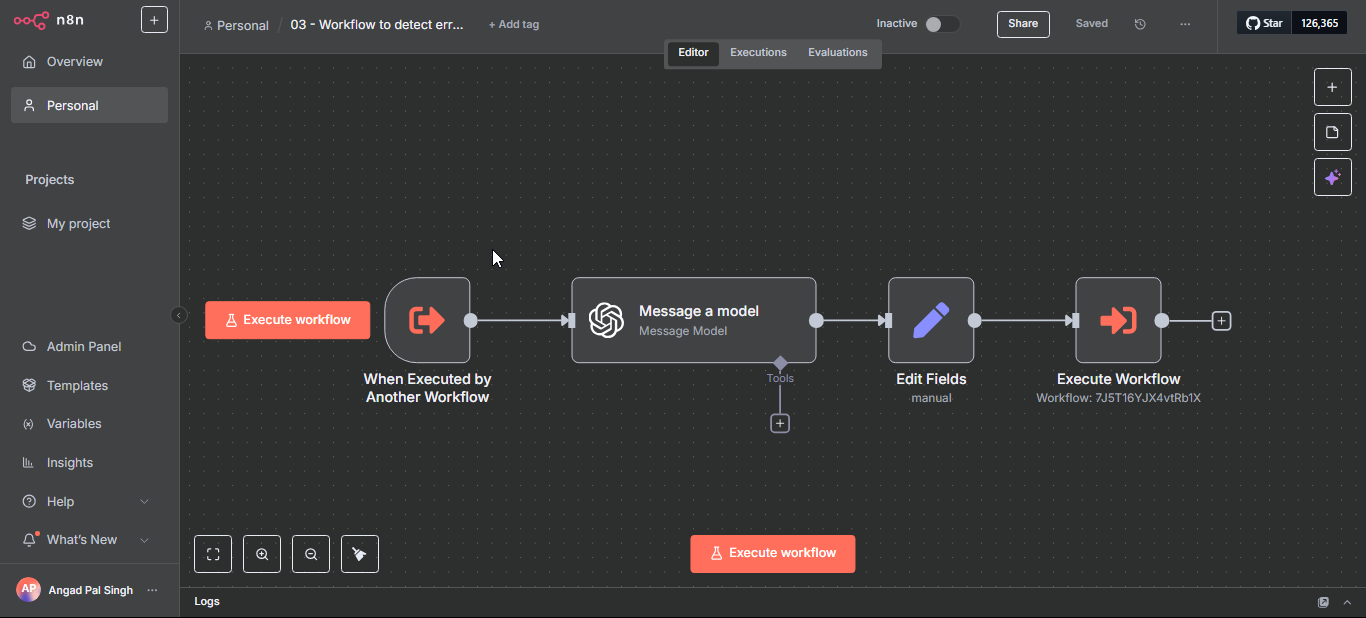 n8n
Personal / 03 - Workflow to detect err... + Add tag
Inactive
Share
Saved
Star 126,365
Editor Executions Evaluations
Overview
Personal
Projects
My project
Admin Panel
Templates
Variables
Insights
Help
What's New
AP Angad Pal Singh
Execute workflow
When Executed by
Another Workflow
Message a model
Message Model
Tools
Edit Fields
manual
Execute Workflow
Workflow: 7J5T16YJX4vtRb1X
Execute workflow
Logs